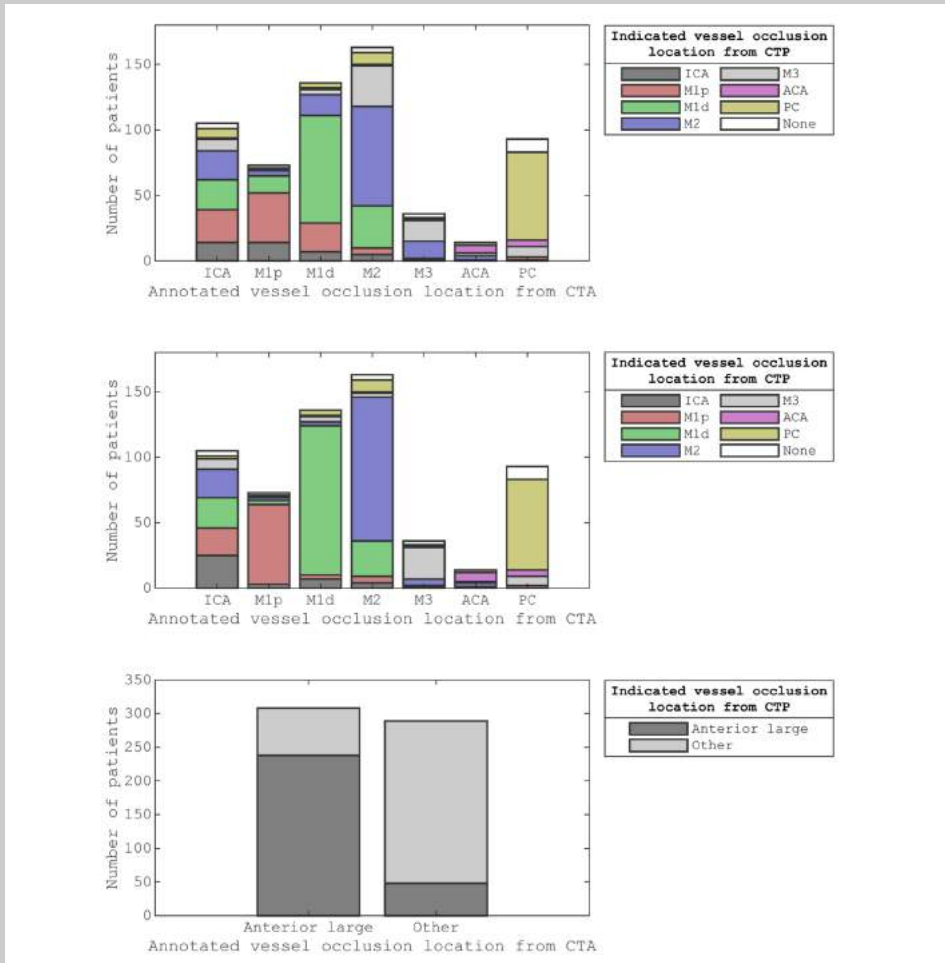 Number of patients
150
100
50
0
ICA M1p M1d M2 M3 ACA PC
Annotated vessel occlusion location from CTA
Indicated vessel occlusion
location from CTP
ICA M3
M1p ACA
M1d PC
M2 None
Number of patients
150
100
50
0
ICA M1p M1d M2 M3 ACA PC
Annotated vessel occlusion location from CTA
Indicated vessel occlusion
location from CTP
ICA M3
M1p ACA
M1d PC
M2 None
Number of patients
350
300
250
200
150
100
50
0
Anterior large Other
Annotated vessel occlusion location from CTA
Indicated vessel occlusion
location from CTP
Anterior large
Other